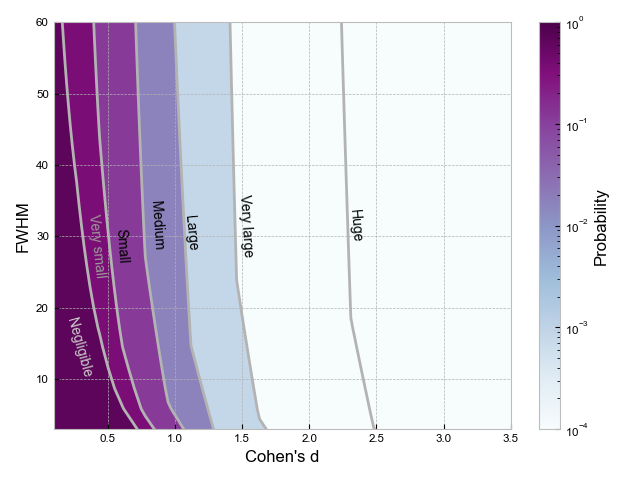 60
50
40
30
20
10
FWHM
Negligible
Very small
Small
Medium
Large
Very large
Huge
0.5 1.0 1.5 2.0 2.5 3.0 3.5
Cohen's d
10⁰
10⁻¹
10⁻²
10⁻³
10⁻⁴
Probability